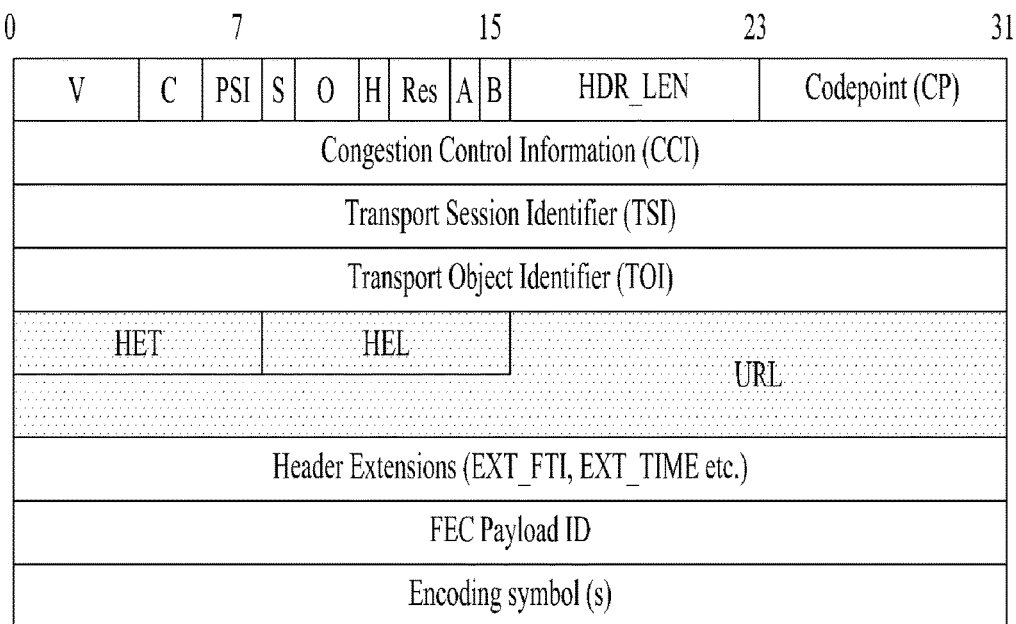 0 7 15 23 31
V C PSI S O H Res A B HDR_LEN Codepoint (CP)
Congestion Control Information (CCI)
Transport Session Identifier (TSI)
Transport Object Identifier (TOI)
HET HEL
URL
Header Extensions (EXT_FTI, EXT_TIME etc.)
FEC Payload ID
Encoding symbol (s)